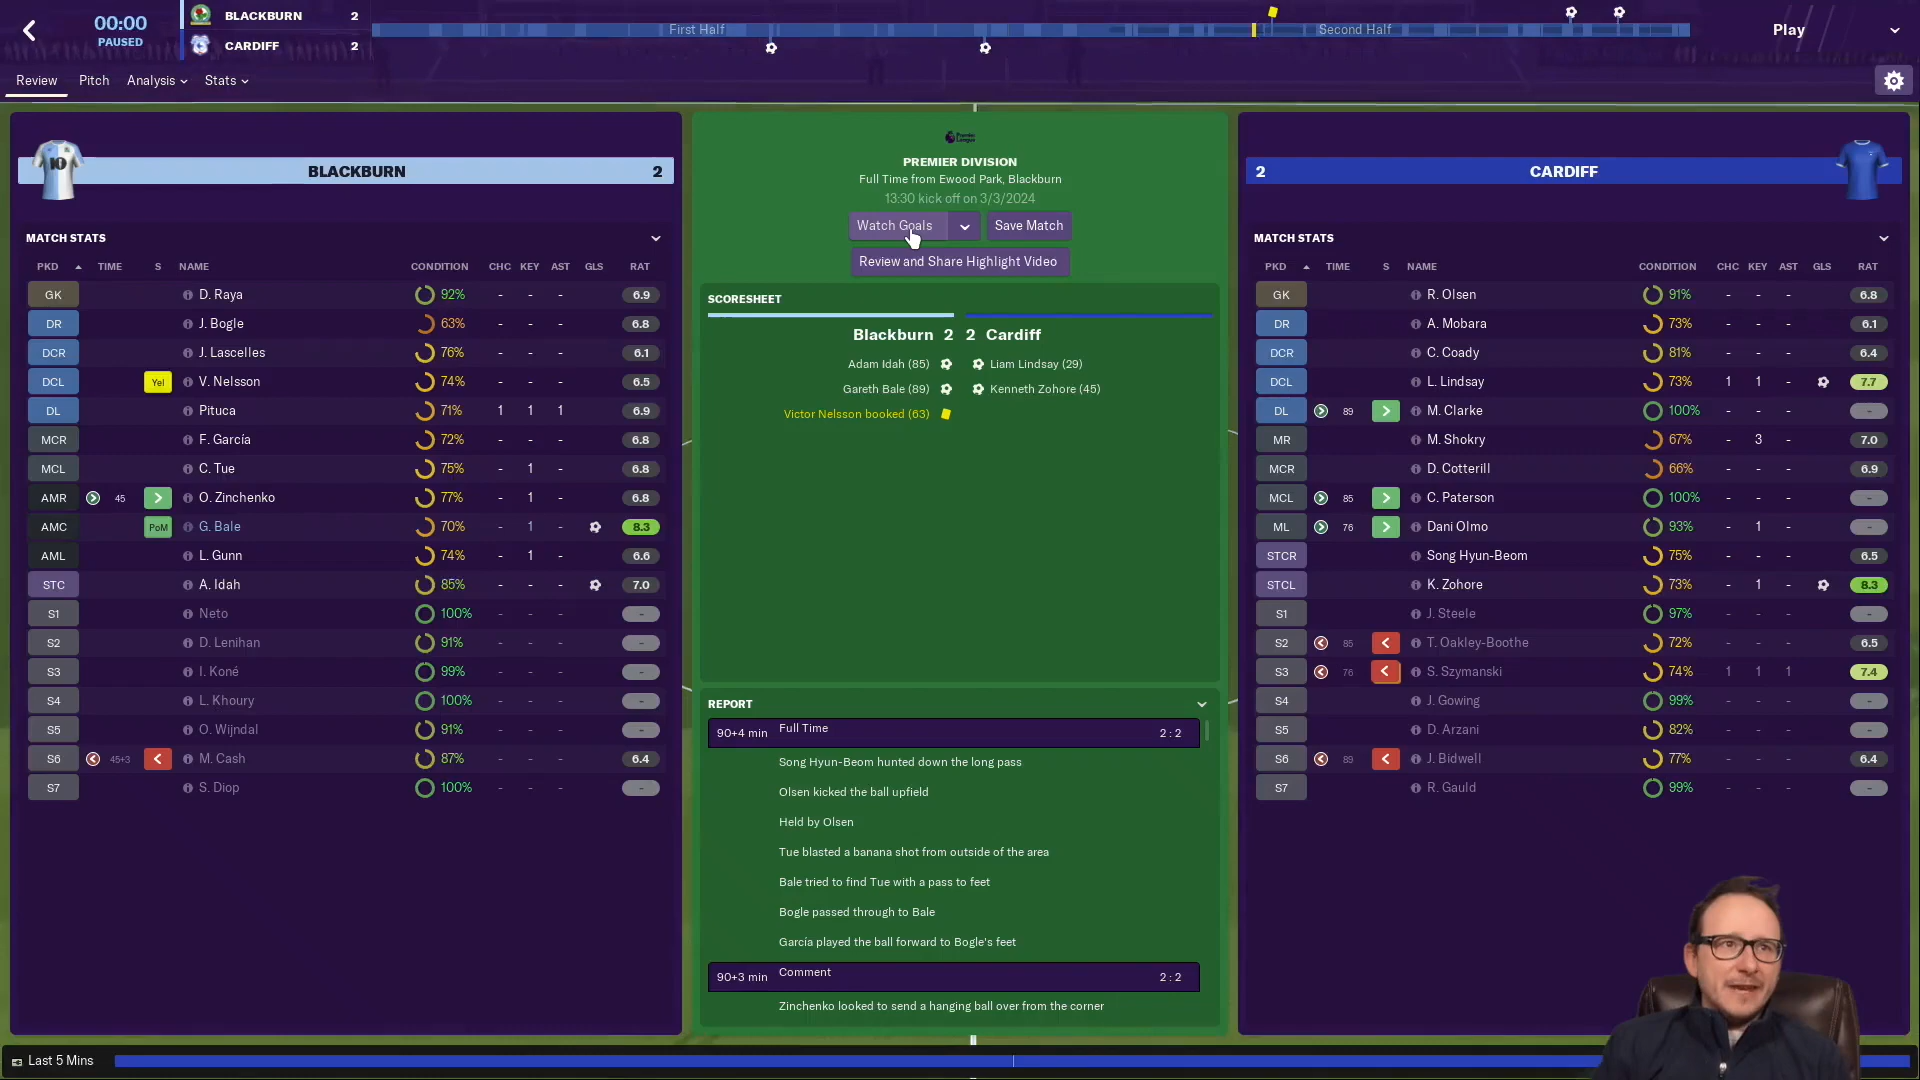 00:00
PAUSED
BLACKBURN 2
CARDIFF 2
First Half
Second Half
Play
Review Pitch Analysis Stats
BLACKBURN 2
MATCH STATS
PKD TIME S NAME CONDITION CHC KEY AST GLS RAT
GK D. Raya 92% - - - 6.9
DR J. Bogle 63% - - - 6.8
DCR J. Lascelles 76% - - - 6.1
DCL Yel V. Nelsson 74% - - - 6.5
DL Pituca 71% 1 1 1 6.9
MCR F. García 72% - - - 6.8
MCL C. Tue 75% - 1 - 6.8
AMR 45 O. Zinchenko 77% - 1 - 6.8
AMC PoM G. Bale 70% - 1 - 8.3
AML L. Gunn 74% - 1 - 6.6
STC A. Idah 85% - - - 7.0
S1 Neto 100% - - - -
S2 D. Lenihan 91% - - - -
S3 I. Koné 99% - - - -
S4 L. Khoury 100% - - - -
S5 O. Wijndal 91% - - - -
S6 45+3 M. Cash 87% - - - 6.4
S7 S. Diop 100% - - - -
Premier League
PREMIER DIVISION
Full Time from Ewood Park, Blackburn
13:30 kick off on 3/3/2024
Watch Goals Save Match
Review and Share Highlight Video
SCORESHEET
Blackburn 2 2 Cardiff
Adam Idah (85) Liam Lindsay (29)
Gareth Bale (89) Kenneth Zohore (45)
Victor Nelsson booked (63)
REPORT
90+4 min Full Time 2 : 2
Song Hyun-Beom hunted down the long pass
Olsen kicked the ball upfield
Held by Olsen
Tue blasted a banana shot from outside of the area
Bale tried to find Tue with a pass to feet
Bogle passed through to Bale
García played the ball forward to Bogle's feet
90+3 min Comment 2 : 2
Zinchenko looked to send a hanging ball over from the corner
2 CARDIFF
MATCH STATS
PKD TIME S NAME CONDITION CHC KEY AST GLS RAT
GK R. Olsen 91% - - - 6.8
DR A. Mobara 73% - - - 6.1
DCR C. Coady 81% - - - 6.4
DCL L. Lindsay 73% 1 1 - 7.7
DL 89 M. Clarke 100% - - - -
MR M. Shokry 67% - 3 - 7.0
MCR D. Cotterill 66% - - - 6.9
MCL 85 C. Paterson 100% - - - -
ML 76 Dani Olmo 93% - 1 - -
STCR Song Hyun-Beom 75% - - - 6.5
STCL K. Zohore 73% - 1 - 8.3
S1 J. Steele 97% - - - -
S2 85 T. Oakley-Boothe 72% - - - 6.5
S3 76 S. Szymanski 74% 1 1 1 7.4
S4 J. Gowing 99% - - - -
S5 D. Arzani 82% - - - -
S6 89 J. Bidwell 77% - - - 6.4
S7 R. Gauld 99% - - - -
Last 5 Mins